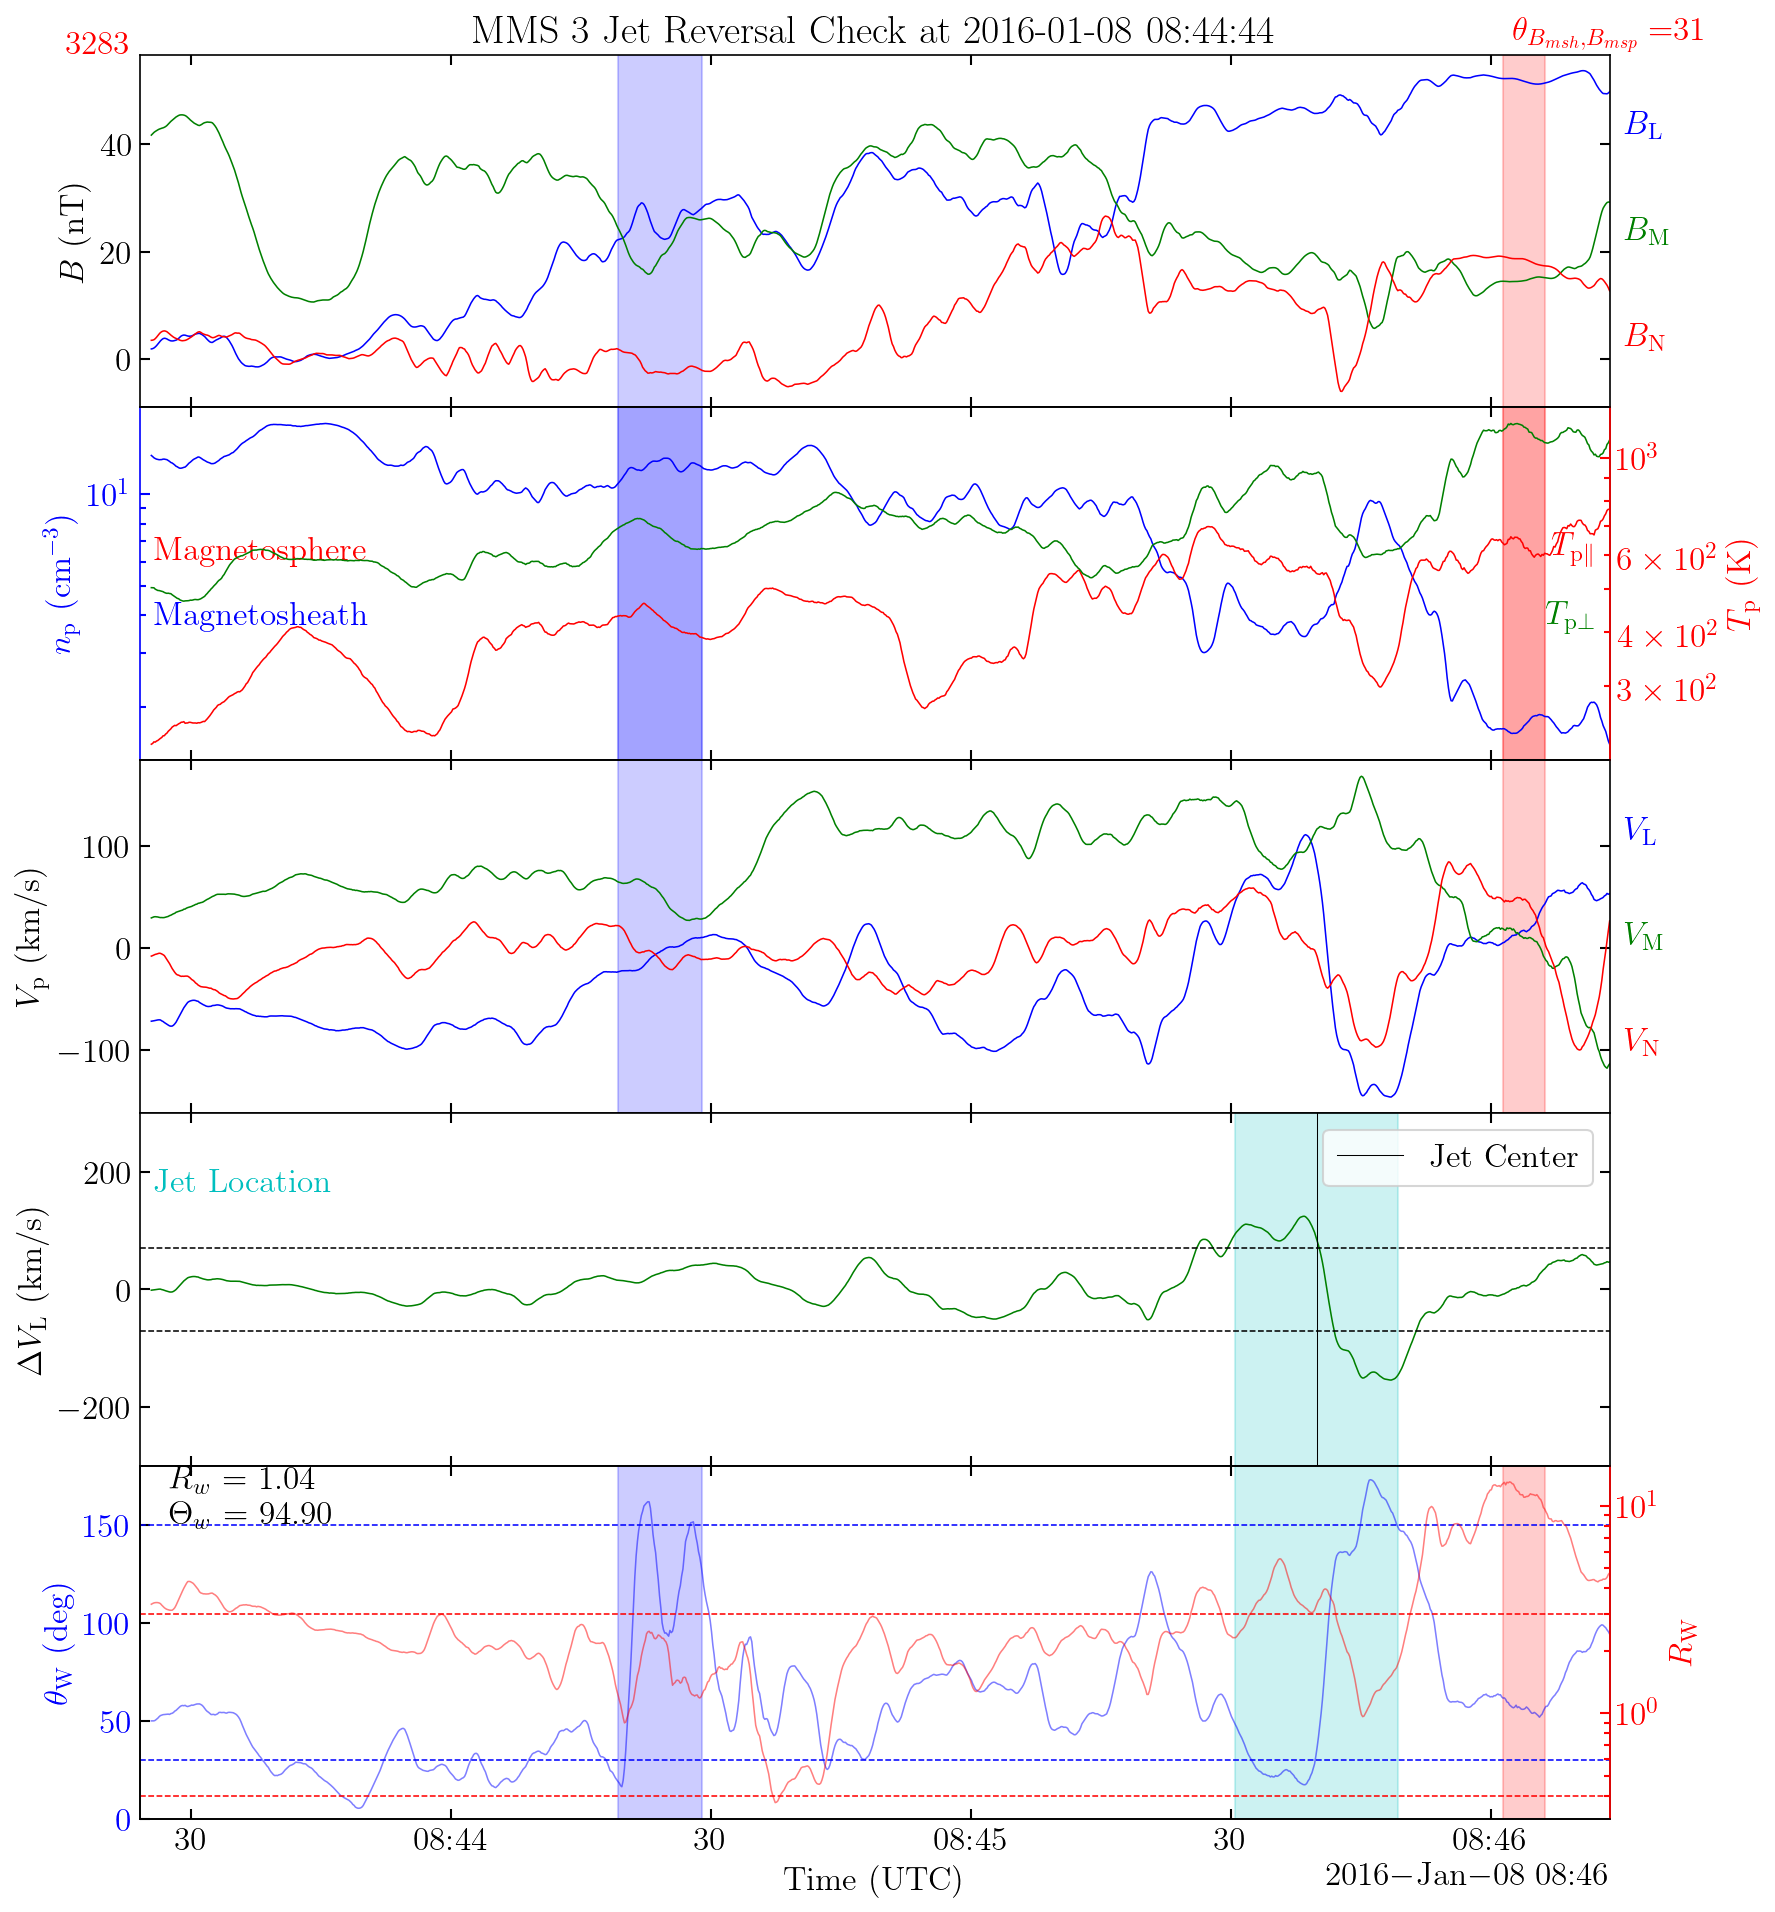 3283
MMS 3 Jet Reversal Check at 2016-01-08 08:44:44
θ_{B_{msh},B_{msp}} =31
B (nT)
40
20
0
B_L
B_M
B_N
n_p (cm^{−3})
10^1
Magnetosphere
Magnetosheath
T_{p∥}
T_{p⊥}
10^3
6 × 10^2
4 × 10^2
3 × 10^2
T_p (K)
V_p (km/s)
100
0
−100
V_L
V_M
V_N
ΔV_L (km/s)
200
0
−200
Jet Location
Jet Center
R_w = 1.04
Θ_w = 94.90
θ_W (deg)
150
100
50
0
10^1
10^0
R_W
30 08:44 30 08:45 30 08:46
2016−Jan−08 08:46
Time (UTC)